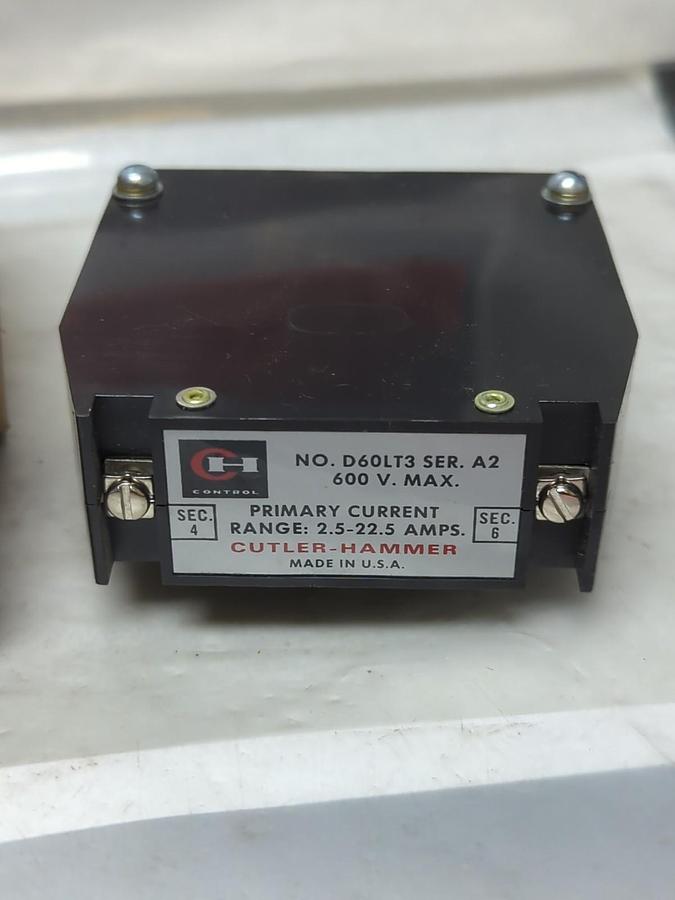 CH
CONTROL
NO. D60LT3 SER. A2
600 V. MAX.
SEC.
4
PRIMARY CURRENT
RANGE: 2.5-22.5 AMPS.
SEC.
6
CUTLER-HAMMER
MADE IN U.S.A.